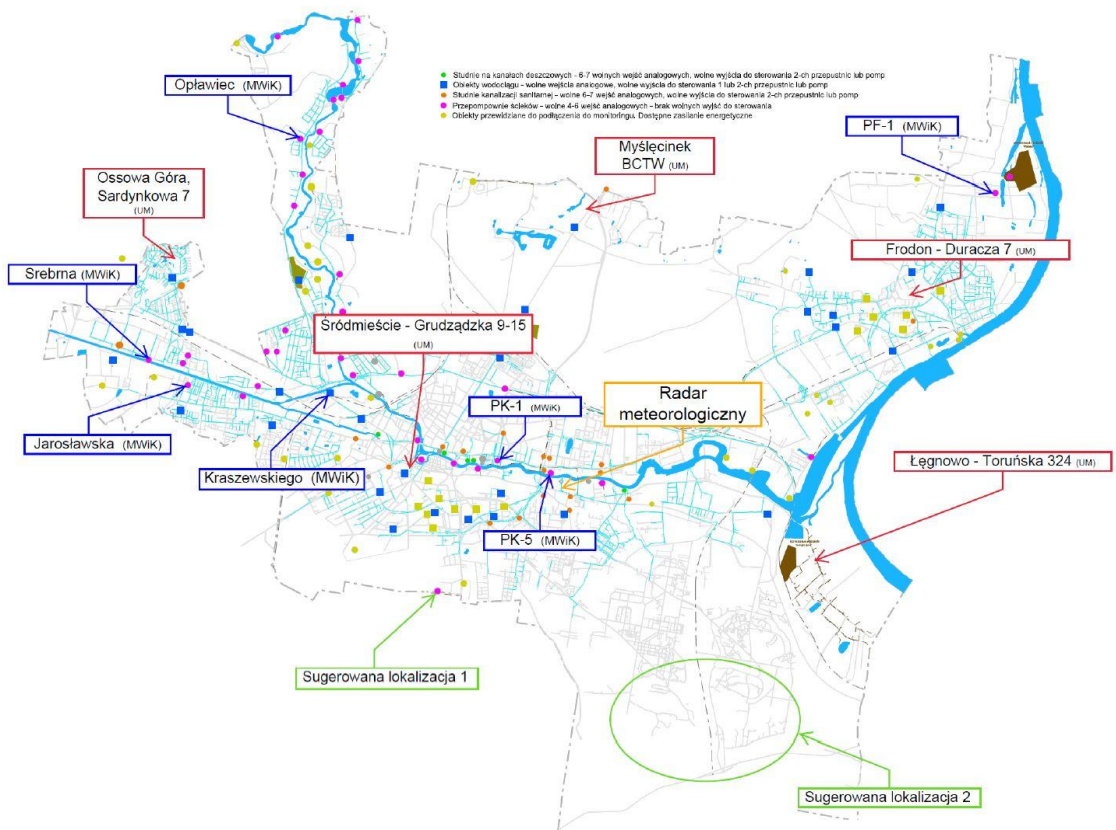 Studnie na kanałach deszczowych - 6-7 wolnych wejść analogowych, wolne wyjścia do sterowania 2-ch przepustnic lub pomp
Obiekty wodociągu - wolne wejścia analogowe, wolne wyjścia do sterowania 1 lub 2-ch przepustnic lub pomp
Studnie kanalizacji sanitarnej - wolne 6-7 wejść analogowych, wolne wyjścia do sterowania 2-ch przepustnic lub pomp
Przepompownie ścieków - wolne 4-6 wejść analogowych - brak wolnych wyjść do sterowania
Obiekty przewidziane do podłączenia do monitoringu. Dostępne zasilanie energetyczne
Opławiec (MWiK)
PF-1 (MWiK)
Myślęcinek
BCTW (UM)
Ossowa Góra,
Sardynkowa 7
(UM)
Frodon - Duracza 7 (UM)
Srebrna (MWiK)
Śródmieście - Grudządzka 9-15
(UM)
Radar
meteorologiczny
PK-1 (MWiK)
Jarosławska (MWiK)
Łęgnowo - Toruńska 324 (UM)
Kraszewskiego (MWiK)
PK-5 (MWiK)
Sugerowana lokalizacja 1
Sugerowana lokalizacja 2